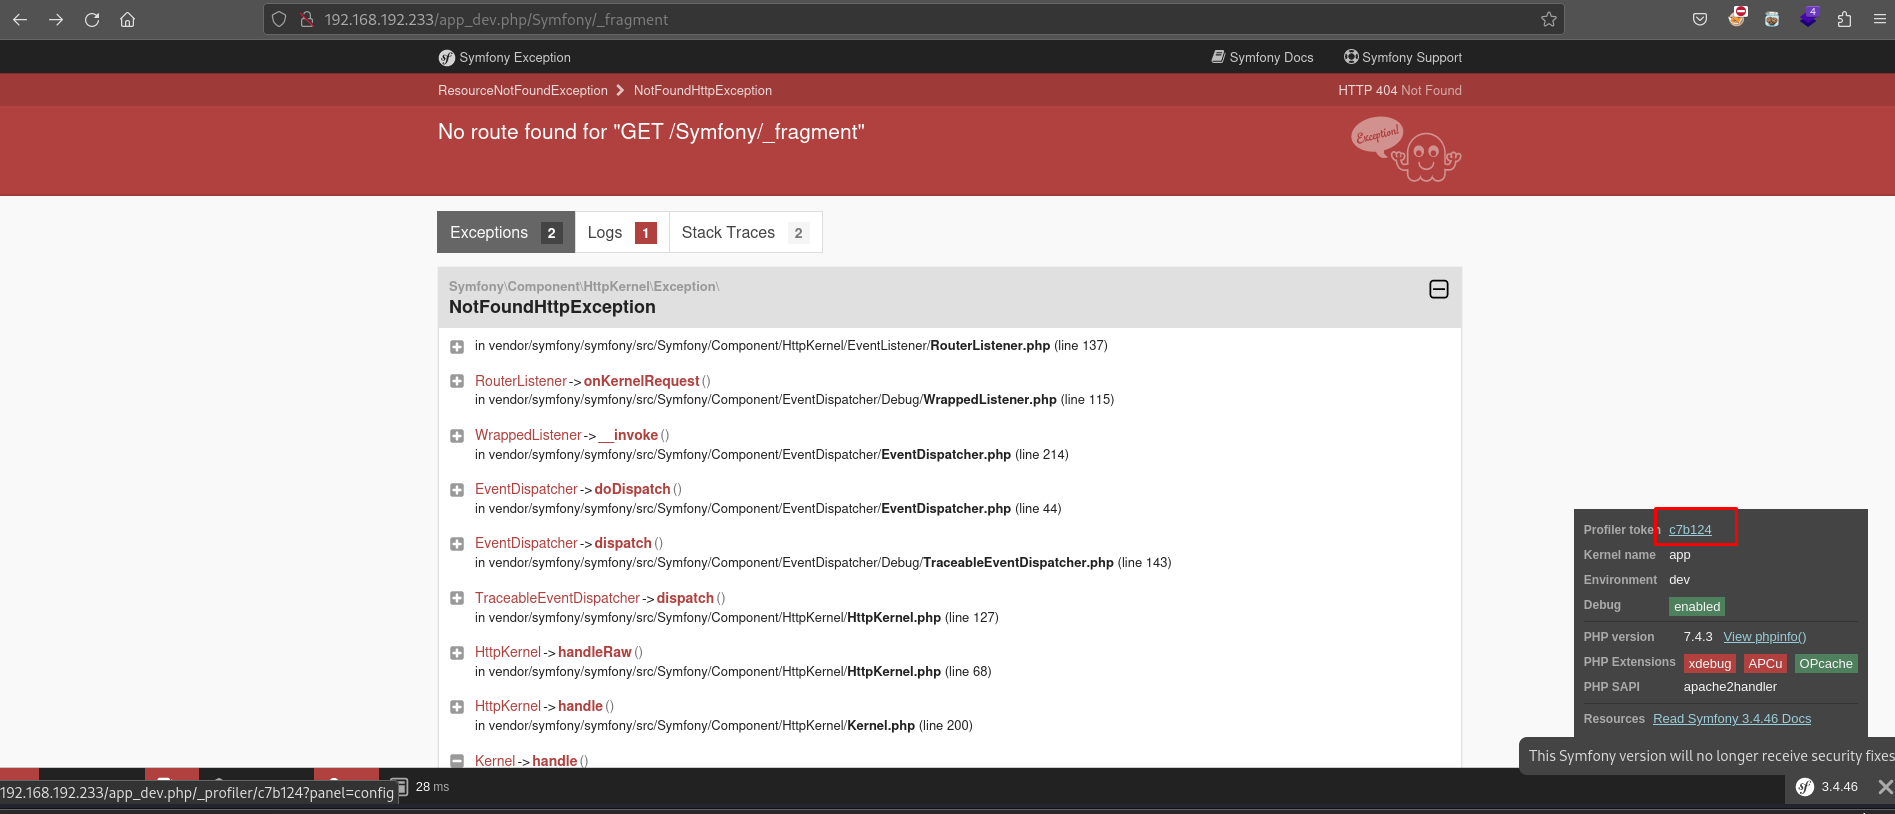 192.168.192.233/app_dev.php/Symfony/_fragment
4
Symfony Exception
Symfony Docs
Symfony Support
ResourceNotFoundException
NotFoundHttpException
HTTP 404 Not Found
No route found for "GET /Symfony/_fragment"
Exception!
Exceptions 2
Logs 1
Stack Traces 2
Symfony\Component\HttpKernel\Exception\
NotFoundHttpException
in vendor/symfony/symfony/src/Symfony/Component/HttpKernel/EventListener/RouterListener.php (line 137)
RouterListener->onKernelRequest()
in vendor/symfony/symfony/src/Symfony/Component/EventDispatcher/Debug/WrappedListener.php (line 115)
WrappedListener->__invoke()
in vendor/symfony/symfony/src/Symfony/Component/EventDispatcher/EventDispatcher.php (line 214)
EventDispatcher->doDispatch()
in vendor/symfony/symfony/src/Symfony/Component/EventDispatcher/EventDispatcher.php (line 44)
EventDispatcher->dispatch()
in vendor/symfony/symfony/src/Symfony/Component/EventDispatcher/Debug/TraceableEventDispatcher.php (line 143)
TraceableEventDispatcher->dispatch()
in vendor/symfony/symfony/src/Symfony/Component/HttpKernel/HttpKernel.php (line 127)
HttpKernel->handleRaw()
in vendor/symfony/symfony/src/Symfony/Component/HttpKernel/HttpKernel.php (line 68)
HttpKernel->handle()
in vendor/symfony/symfony/src/Symfony/Component/HttpKernel/Kernel.php (line 200)
Kernel->handle()
Profiler token c7b124
Kernel name app
Environment dev
Debug enabled
PHP version 7.4.3 View phpinfo()
PHP Extensions xdebug APCu OPcache
PHP SAPI apache2handler
Resources Read Symfony 3.4.46 Docs
This Symfony version will no longer receive security fixes
192.168.192.233/app_dev.php/_profiler/c7b124?panel=config
28 ms
sf 3.4.46